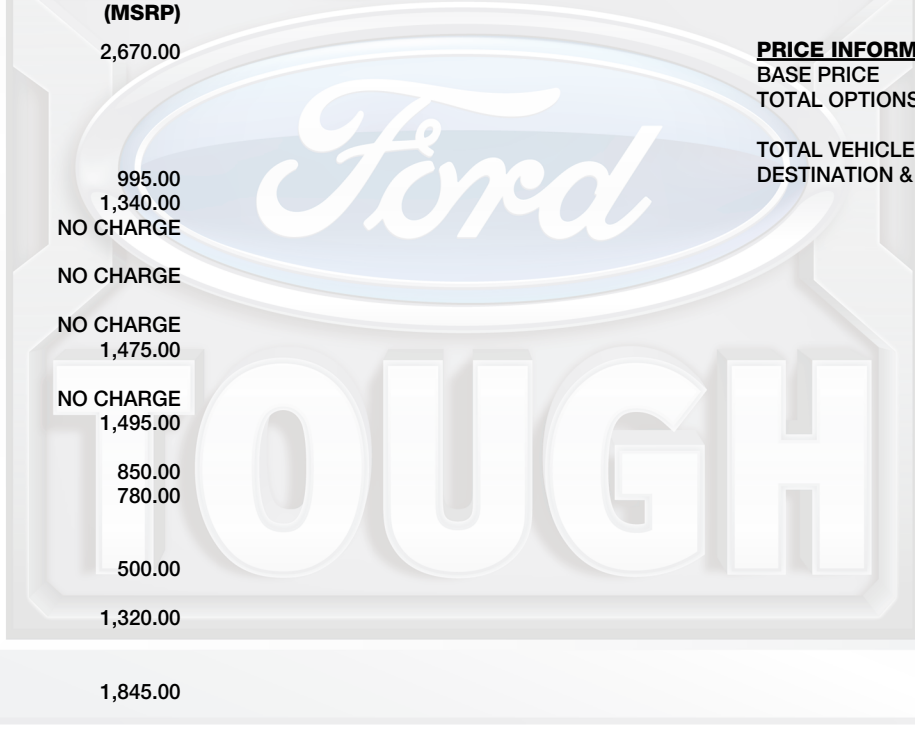 (MSRP)
2,670.00
995.00
1,340.00
NO CHARGE
NO CHARGE
NO CHARGE
1,475.00
NO CHARGE
1,495.00
850.00
780.00
500.00
1,320.00
1,845.00
PRICE INFORM
BASE PRICE
TOTAL OPTIONS
TOTAL VEHICLE
DESTINATION &
Ford
TOUGH